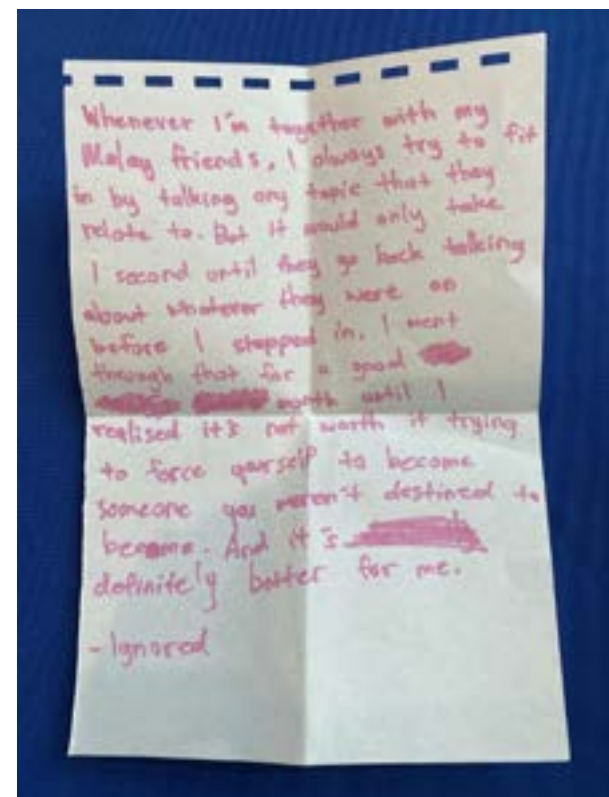 Whenever I'm together with my
Malay friends, I always try to fit
in by talking any topic that they
relate to. But it would only take
1 second until they go back talking
about whatever they were on
before I stepped in. I went
through that for a good
month until I
realised it's not worth it trying
to force yourself to become
someone you weren't destined to
become. And it's
definitely better for me.
-Ignored